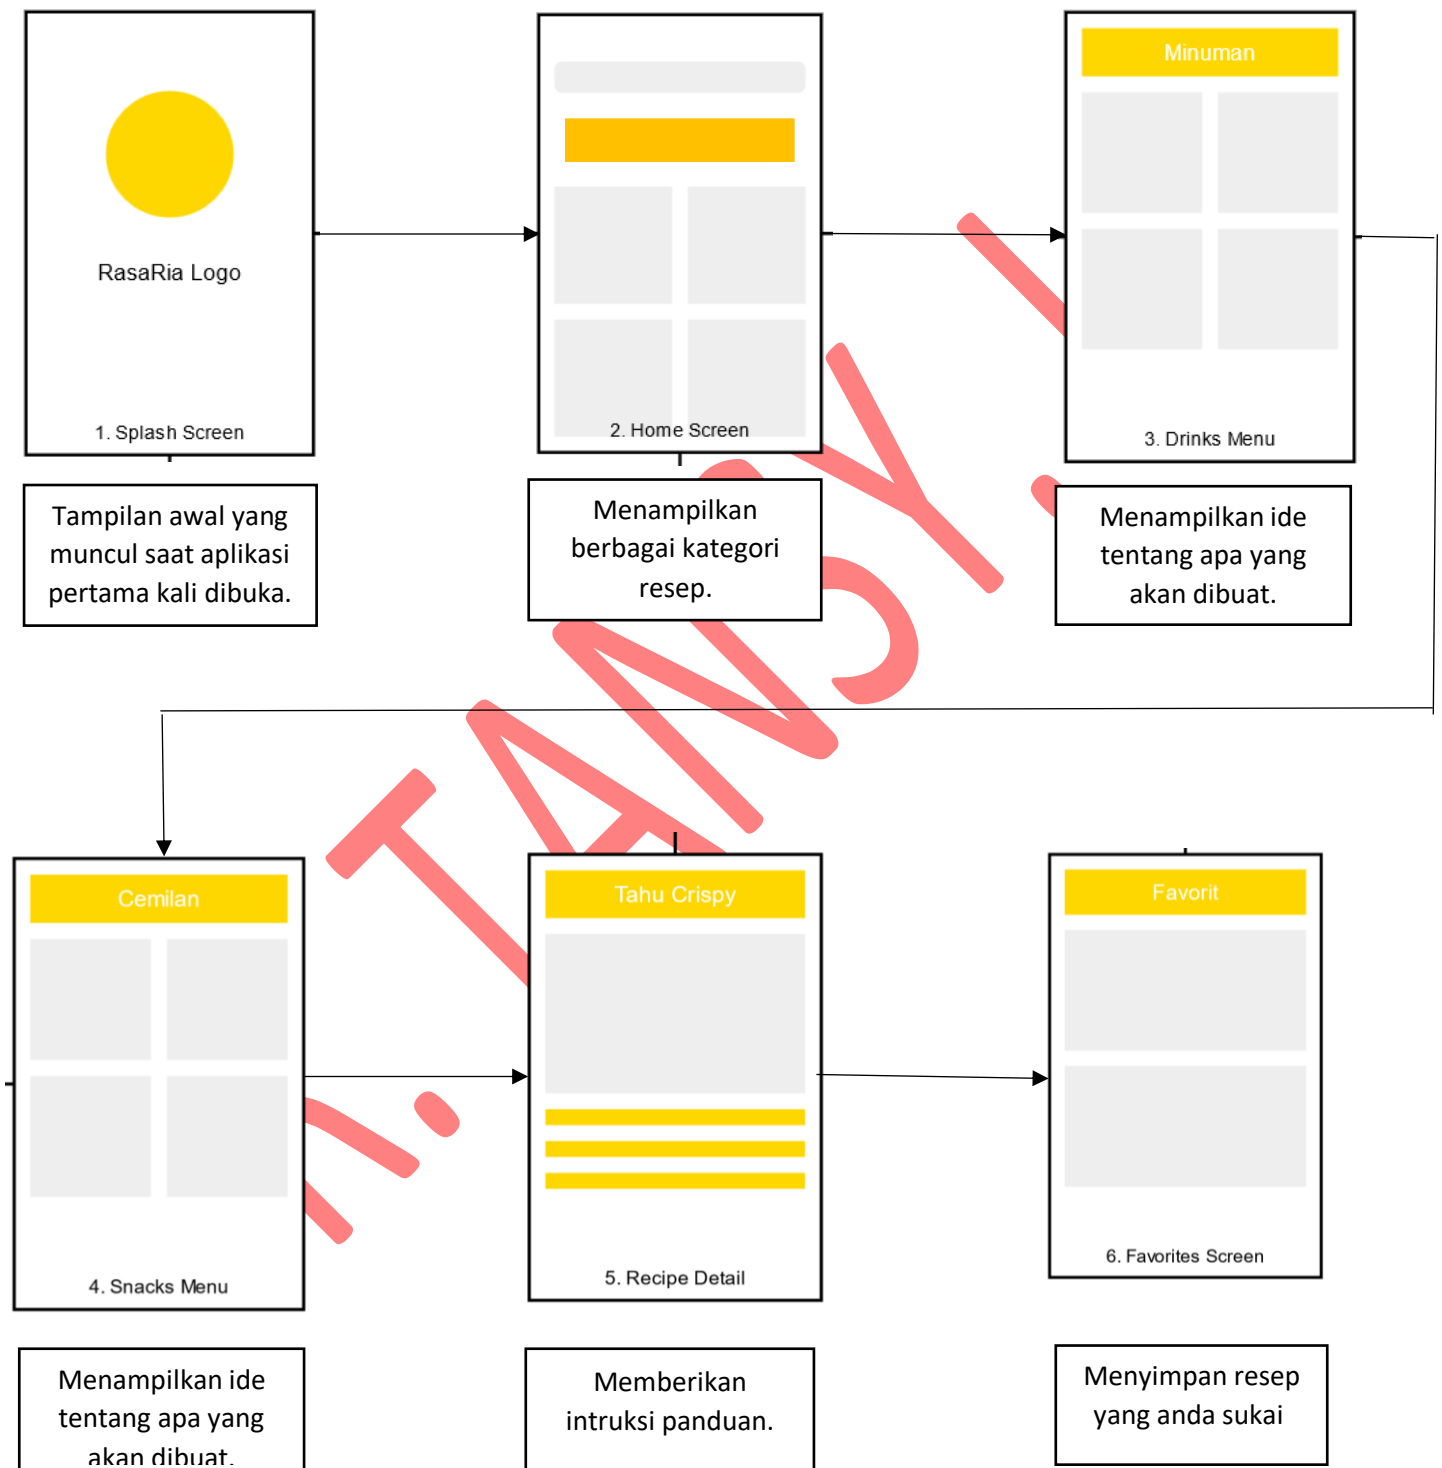 RasaRia Logo
1. Splash Screen
2. Home Screen
Minuman
3. Drinks Menu
Tampilan awal yang
muncul saat aplikasi
pertama kali dibuka.
Menampilkan
berbagai kategori
resep.
Menampilkan ide
tentang apa yang
akan dibuat.
Cemilan
4. Snacks Menu
Tahu Crispy
5. Recipe Detail
Favorit
6. Favorites Screen
Menampilkan ide
tentang apa yang
akan dibuat.
Memberikan
intruksi panduan.
Menyimpan resep
yang anda sukai